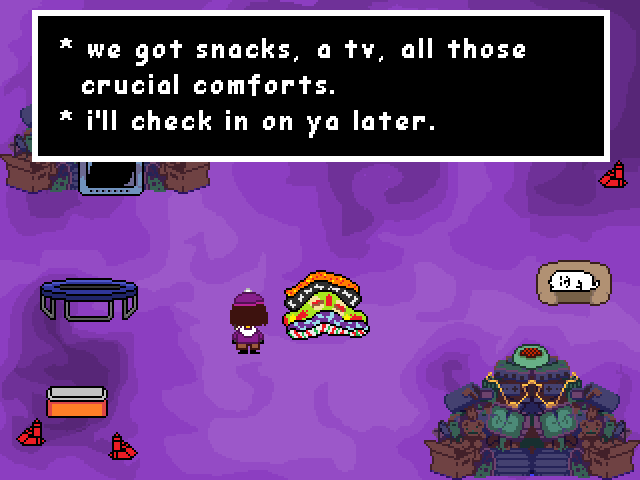 * we got snacks, a tv, all those
crucial comforts.
* i'll check in on ya later.